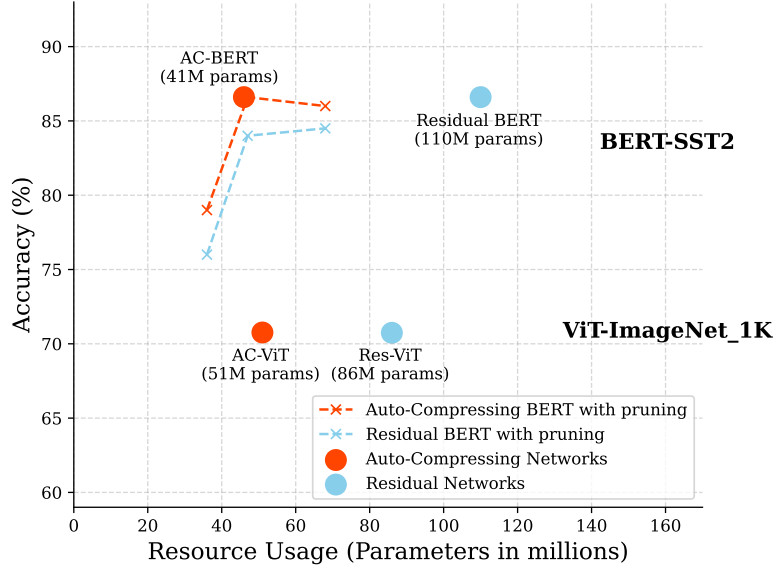 90
85
80
75
70
65
60
Accuracy (%)
AC-BERT
(41M params)
Residual BERT
(110M params)
BERT-SST2
ViT-ImageNet_1K
AC-ViT
(51M params)
Res-ViT
(86M params)
Auto-Compressing BERT with pruning
Residual BERT with pruning
Auto-Compressing Networks
Residual Networks
0 20 40 60 80 100 120 140 160
Resource Usage (Parameters in millions)